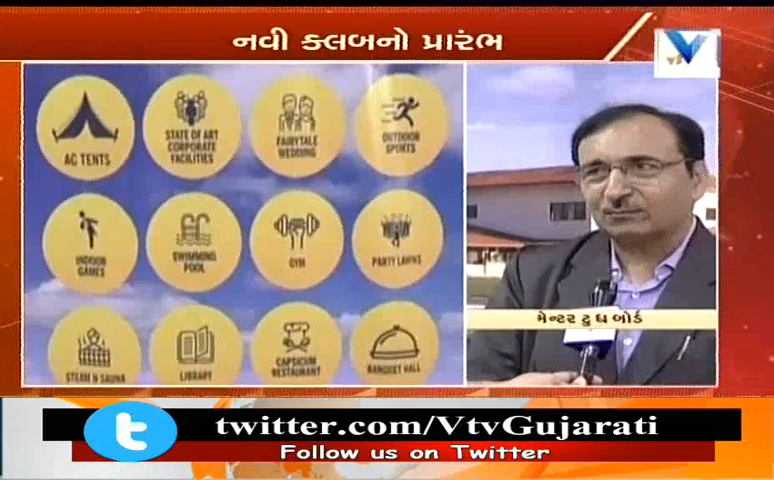 નવી ક્લબનો પ્રારંભ
AC TENTS
STATE OF ART
CORPORATE
FACILITIES
FAIRYTALE
WEDDING
OUTDOOR
SPORTS
INDOOR
GAMES
SWIMMING
POOL
GYM
PARTY LAWNS
STEAM N SAUNA
LIBRARY
CAPSICUM
RESTAURANT
BANQUET HALL
મેન્ટર ટુ ધ બોર્ડ
twitter.com/VtvGujarati
Follow us on Twitter